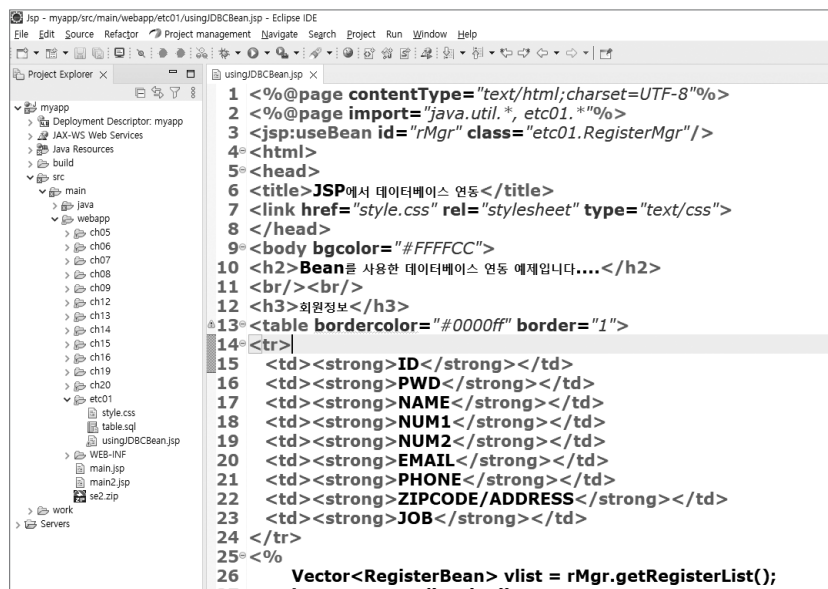 Jsp - myapp/src/main/webapp/etc01/usingJDBCBean.jsp - Eclipse IDE
File Edit Source Refactor Project management Navigate Search Project Run Window Help
Project Explorer
myapp
Deployment Descriptor: myapp
JAX-WS Web Services
Java Resources
build
src
main
java
webapp
ch05
ch06
ch07
ch08
ch09
ch12
ch13
ch14
ch15
ch16
ch19
ch20
etc01
style.css
table.sql
usingJDBCBean.jsp
WEB-INF
main.jsp
main2.jsp
se2.zip
work
Servers
usingJDBCBean.jsp
1 <%@page contentType="text/html;charset=UTF-8"%>
2 <%@page import="java.util.*, etc01.*"%>
3 <jsp:useBean id="rMgr" class="etc01.RegisterMgr"/>
4 <html>
5 <head>
6 <title>JSP에서 데이터베이스 연동</title>
7 <link href="style.css" rel="stylesheet" type="text/css">
8 </head>
9 <body bgcolor="#FFFFCC">
10 <h2>Bean를 사용한 데이터베이스 연동 예제입니다....</h2>
11 <br/><br/>
12 <h3>회원정보</h3>
13 <table bordercolor="#0000ff" border="1">
14 <tr>
15 <td><strong>ID</strong></td>
16 <td><strong>PWD</strong></td>
17 <td><strong>NAME</strong></td>
18 <td><strong>NUM1</strong></td>
19 <td><strong>NUM2</strong></td>
20 <td><strong>EMAIL</strong></td>
21 <td><strong>PHONE</strong></td>
22 <td><strong>ZIPCODE/ADDRESS</strong></td>
23 <td><strong>JOB</strong></td>
24 </tr>
25 <%
26 Vector<RegisterBean> vlist = rMgr.getRegisterList();